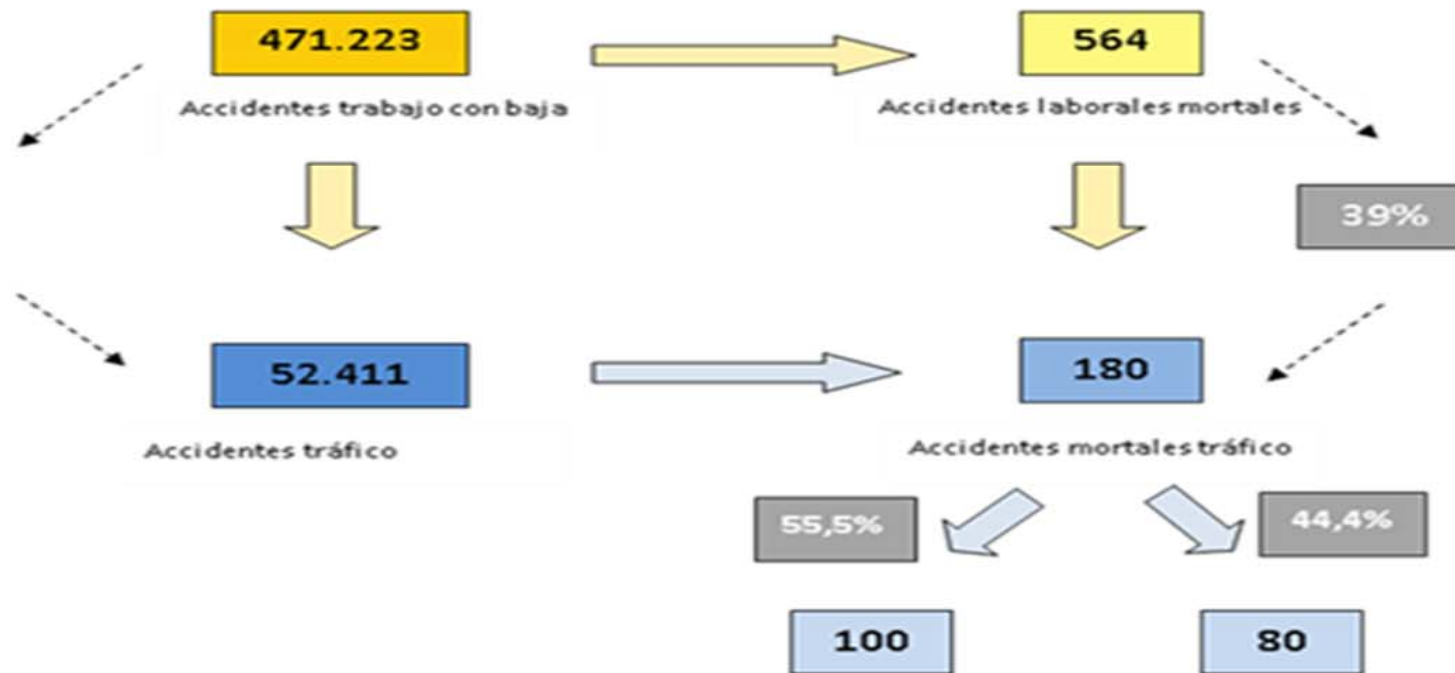 471.223
564
Accidentes trabajo con baja
Accidentes laborales mortales
39%
52.411
180
Accidentes tráfico
Accidentes mortales tráfico
55,5%
44,4%
100
80